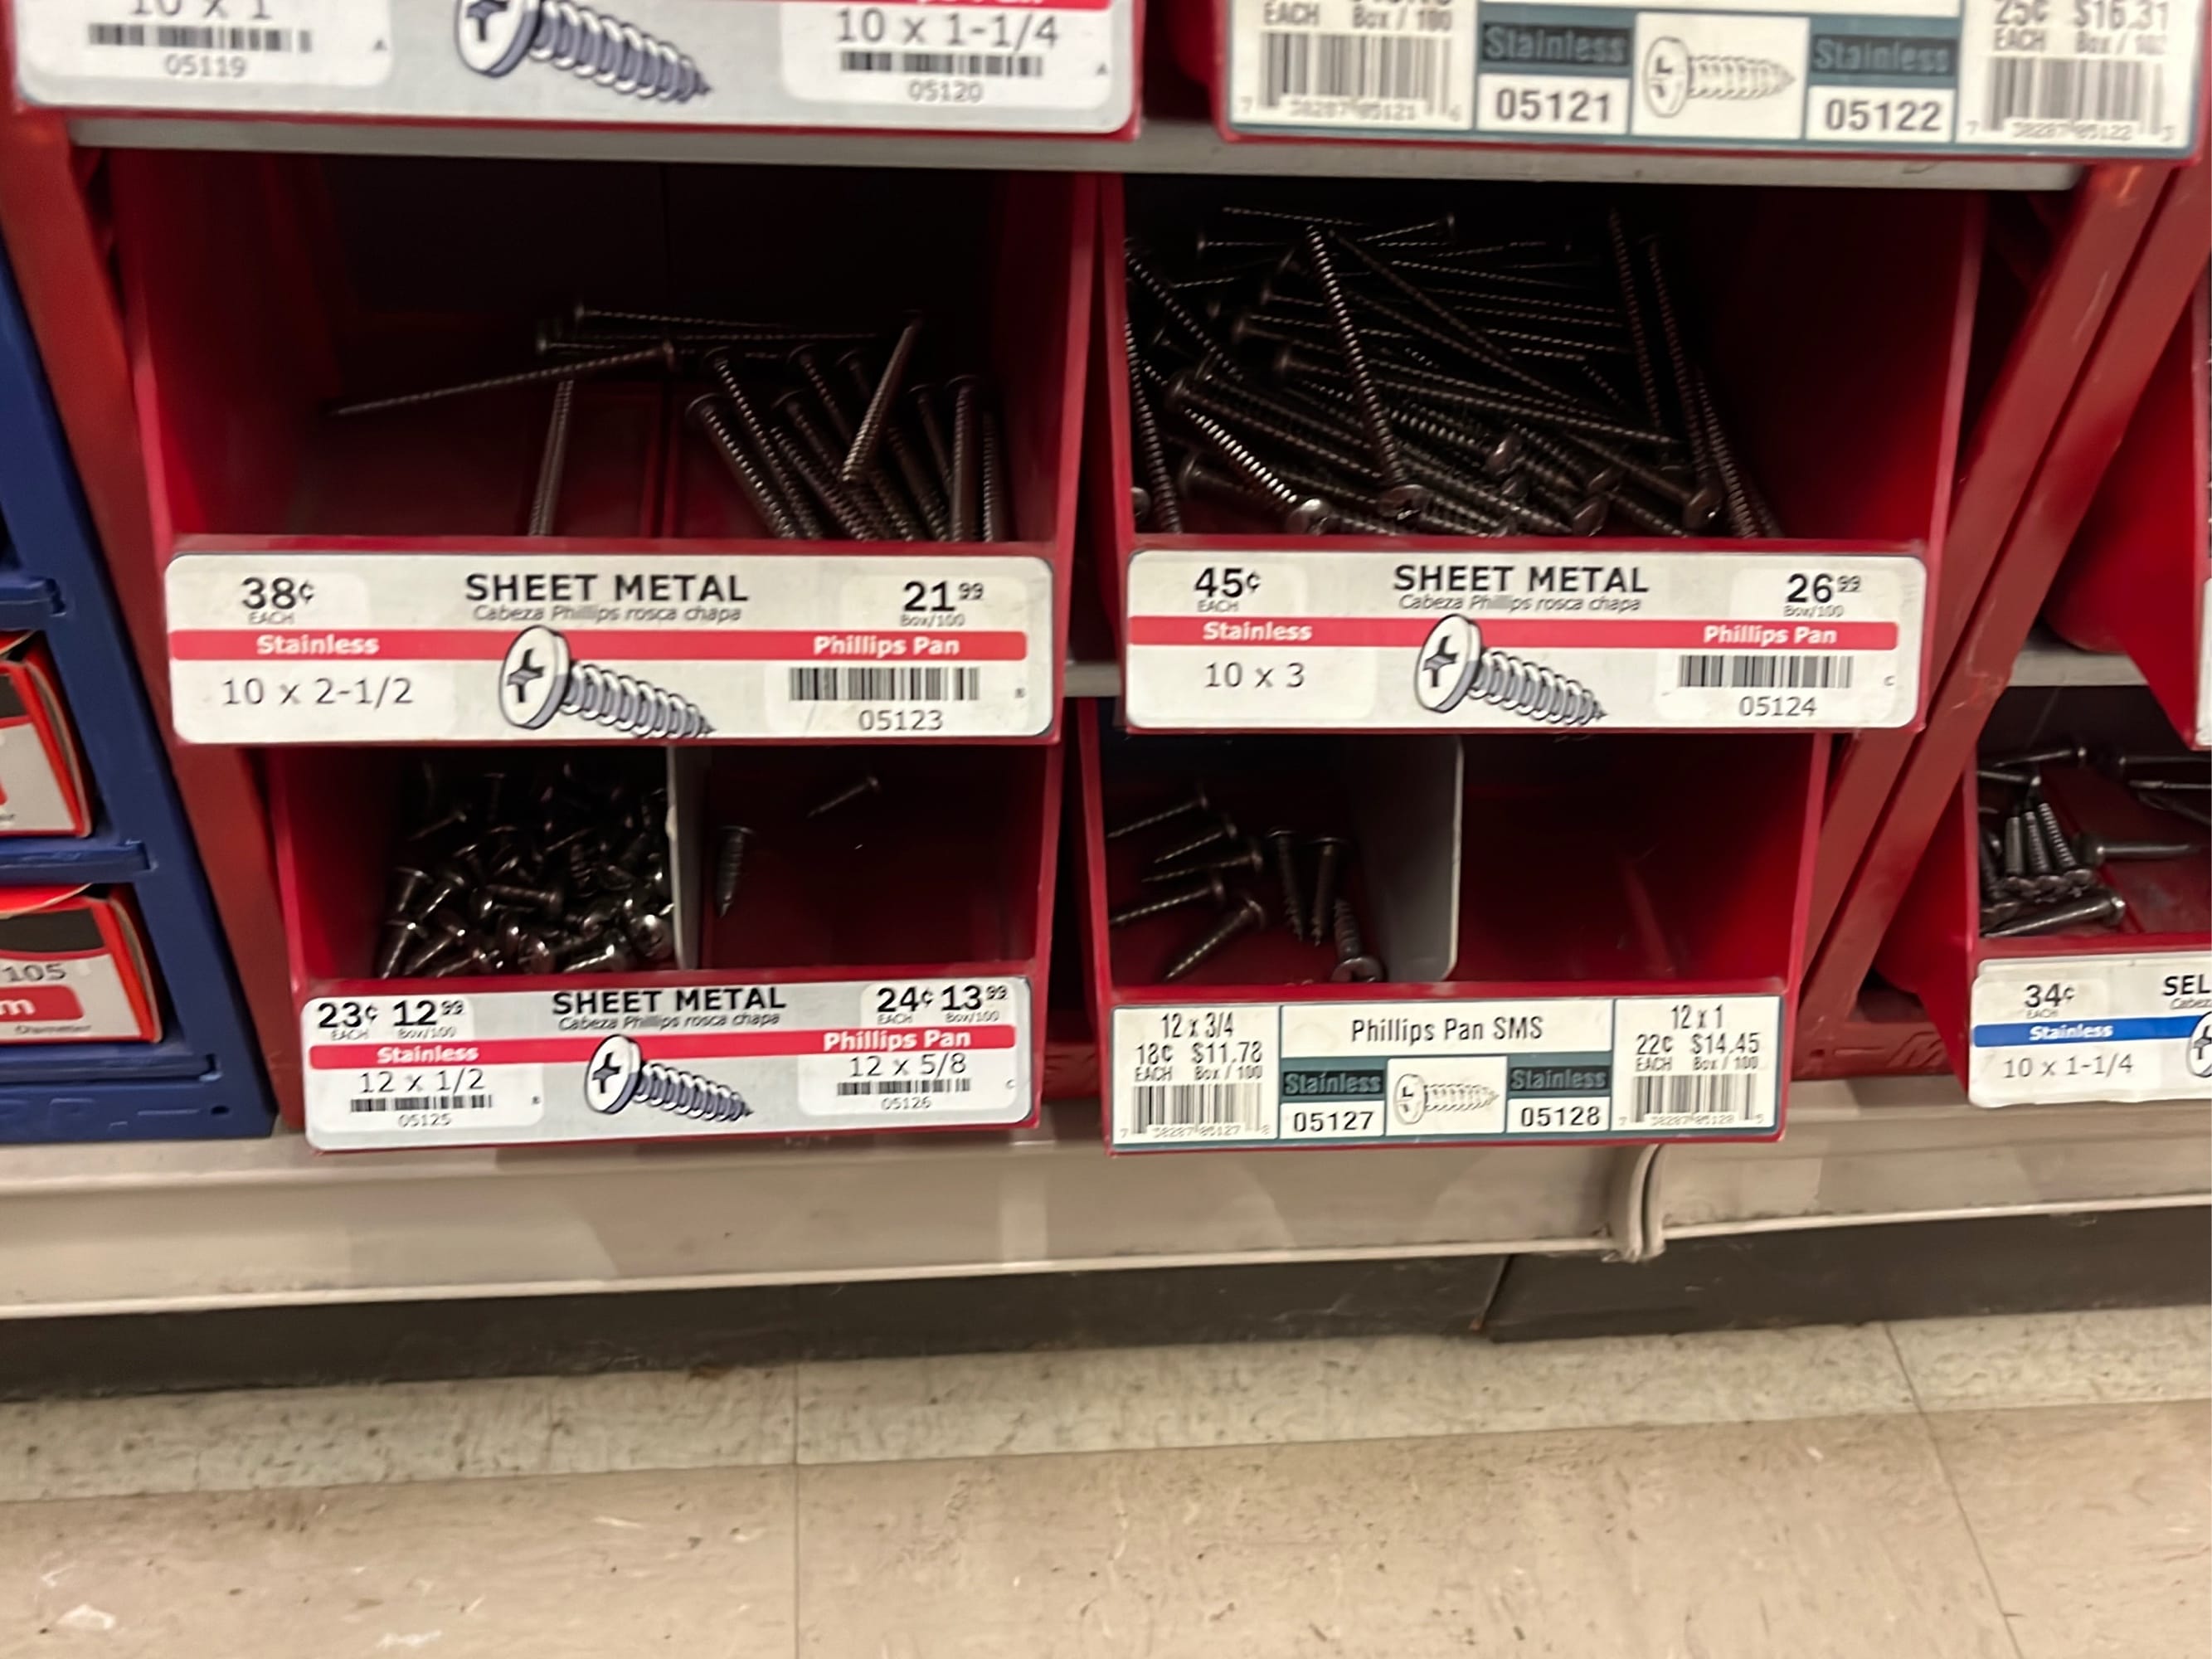 10 x 1
05119
10 x 1-1/4
05120
EACH Box / 100
Stainless
05121
Stainless
05122
25¢ $16.31
EACH Box / 100
38¢
EACH
SHEET METAL
Cabeza Phillips rosca chapa
21.99
Box/100
Stainless
Phillips Pan
10 x 2-1/2
05123
B
45¢
EACH
SHEET METAL
Cabeza Phillips rosca chapa
26.99
Box/100
Stainless
Phillips Pan
10 x 3
05124
C
23¢ 12.99
EACH Box/100
SHEET METAL
Cabeza Phillips rosca chapa
24¢ 13.99
EACH Box/100
Stainless
Phillips Pan
12 x 1/2
12 x 5/8
05125
05126
12 x 3/4
18¢ $11.78
EACH Box / 100
Phillips Pan SMS
Stainless
05127
Stainless
05128
12 x 1
22¢ $14.45
EACH Box / 100
34¢
EACH
SEL
Stainless
10 x 1-1/4
105
m
Diameter